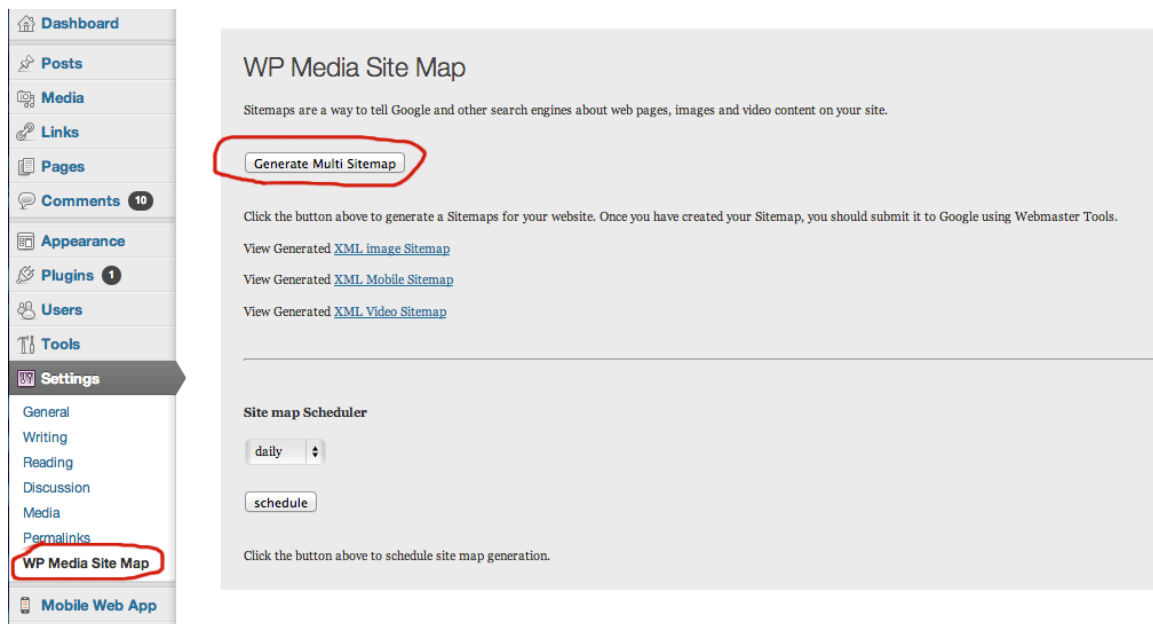 Dashboard
Posts
Media
Links
Pages
Comments 10
Appearance
Plugins 1
Users
Tools
Settings
General
Writing
Reading
Discussion
Media
Permalinks
WP Media Site Map
Mobile Web App
WP Media Site Map
Sitemaps are a way to tell Google and other search engines about web pages, images and video content on your site.
Generate Multi Sitemap
Click the button above to generate a Sitemaps for your website. Once you have created your Sitemap, you should submit it to Google using Webmaster Tools.
View Generated XML image Sitemap
View Generated XML Mobile Sitemap
View Generated XML Video Sitemap
Site map Scheduler
daily
schedule
Click the button above to schedule site map generation.